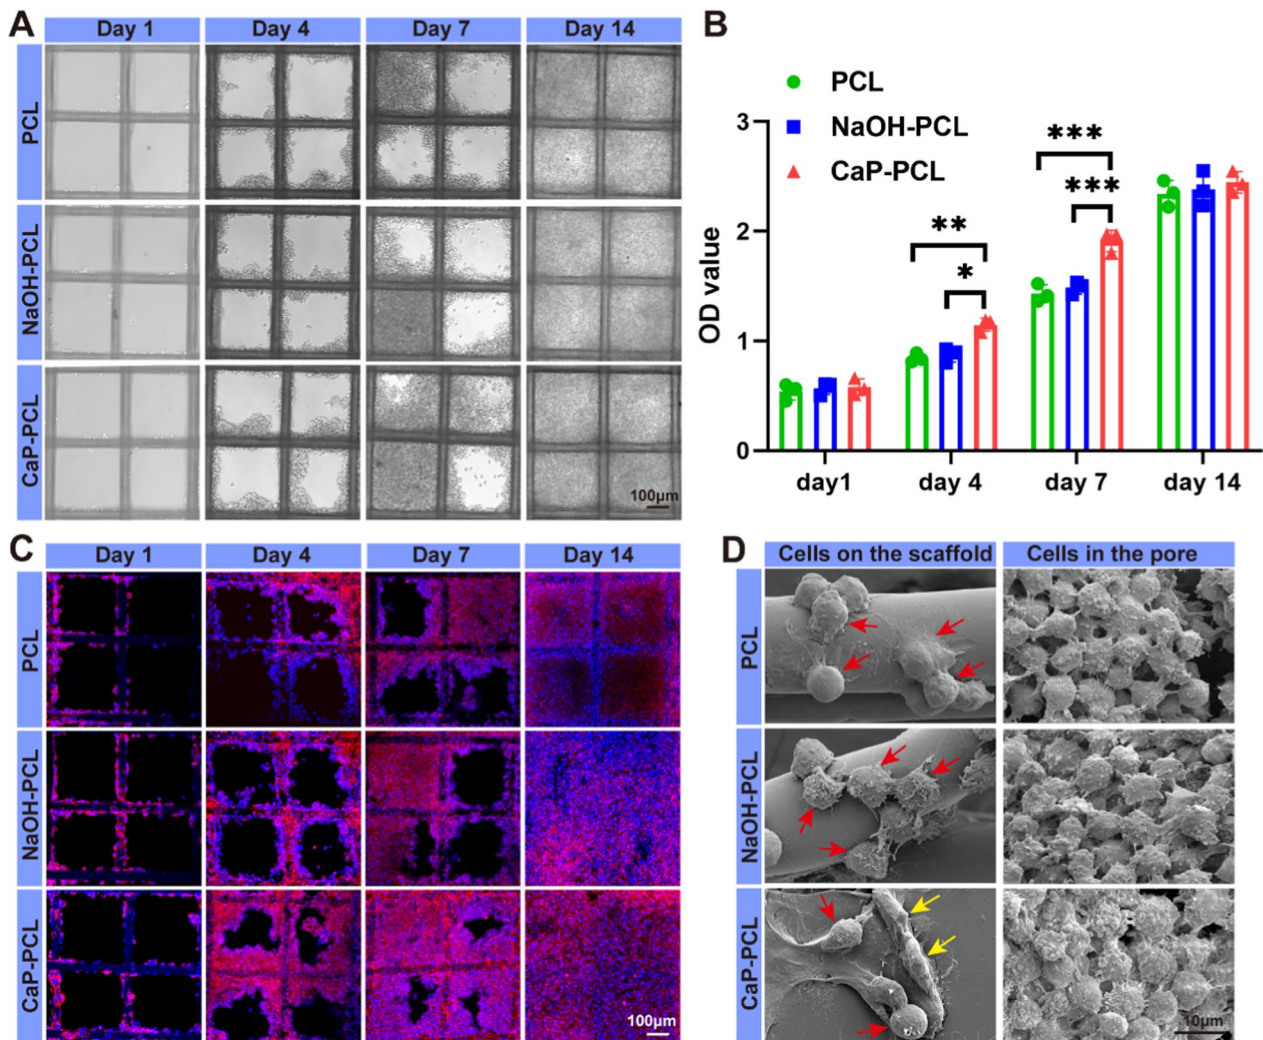 A
Day 1
Day 4
Day 7
Day 14
PCL
NaOH-PCL
CaP-PCL
100μm
B
PCL
NaOH-PCL
CaP-PCL
OD value
3
2
1
0
***
***
**
*
day1
day 4
day 7
day 14
C
Day 1
Day 4
Day 7
Day 14
PCL
NaOH-PCL
CaP-PCL
100μm
D
Cells on the scaffold
Cells in the pore
PCL
NaOH-PCL
CaP-PCL
10μm